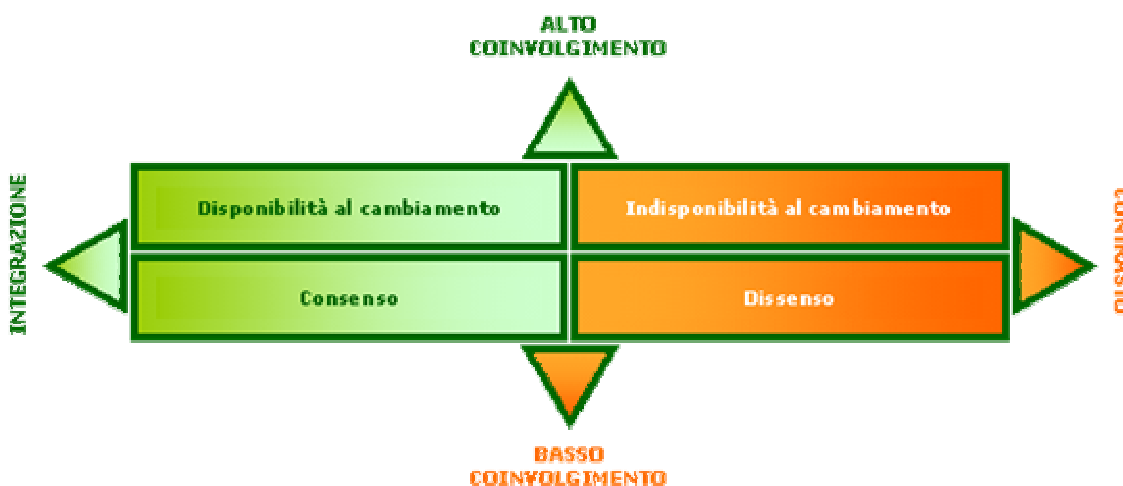 ALTO
COINVOLGIMENTO
INTEGRAZIONE
Disponibilità al cambiamento
Indisponibilità al cambiamento
Consenso
Dissenso
BASSO
COINVOLGIMENTO